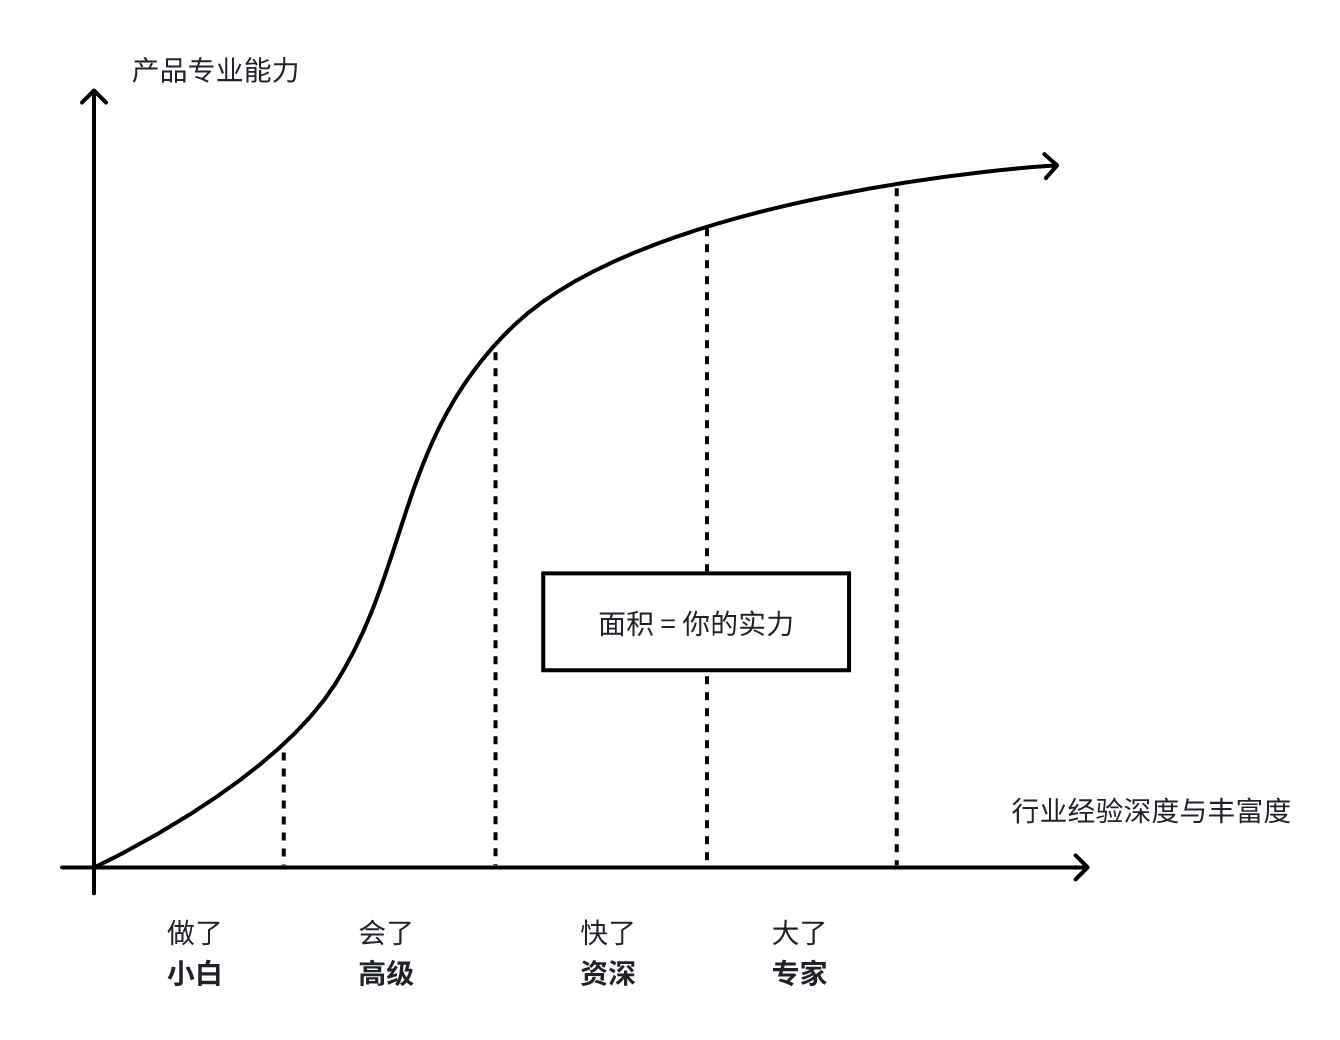 产品专业能力
面积 = 你的实力
行业经验深度与丰富度
做了
小白
会了
高级
快了
资深
大了
专家